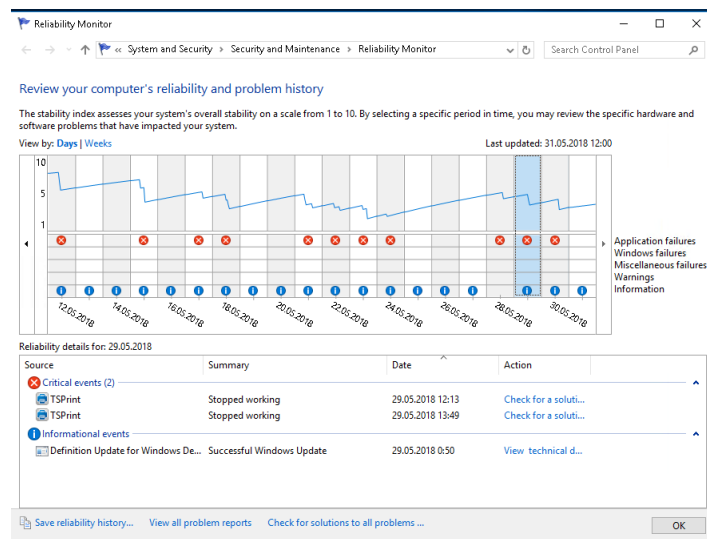 Reliability Monitor
« System and Security › Security and Maintenance › Reliability Monitor
Search Control Panel
Review your computer's reliability and problem history
The stability index assesses your system's overall stability on a scale from 1 to 10. By selecting a specific period in time, you may review the specific hardware and
software problems that have impacted your system.
View by: Days | Weeks
Last updated: 31.05.2018 12:00
10
5
1
Application failures
Windows failures
Miscellaneous failures
Warnings
Information
12.05.2018 14.05.2018 16.05.2018 18.05.2018 20.05.2018 22.05.2018 24.05.2018 26.05.2018 28.05.2018 30.05.2018
Reliability details for: 29.05.2018
Source Summary Date Action
Critical events (2)
TSPrint Stopped working 29.05.2018 12:13 Check for a soluti...
TSPrint Stopped working 29.05.2018 13:49 Check for a soluti...
Informational events
Definition Update for Windows De... Successful Windows Update 29.05.2018 0:50 View technical d...
Save reliability history... View all problem reports Check for solutions to all problems ...
OK